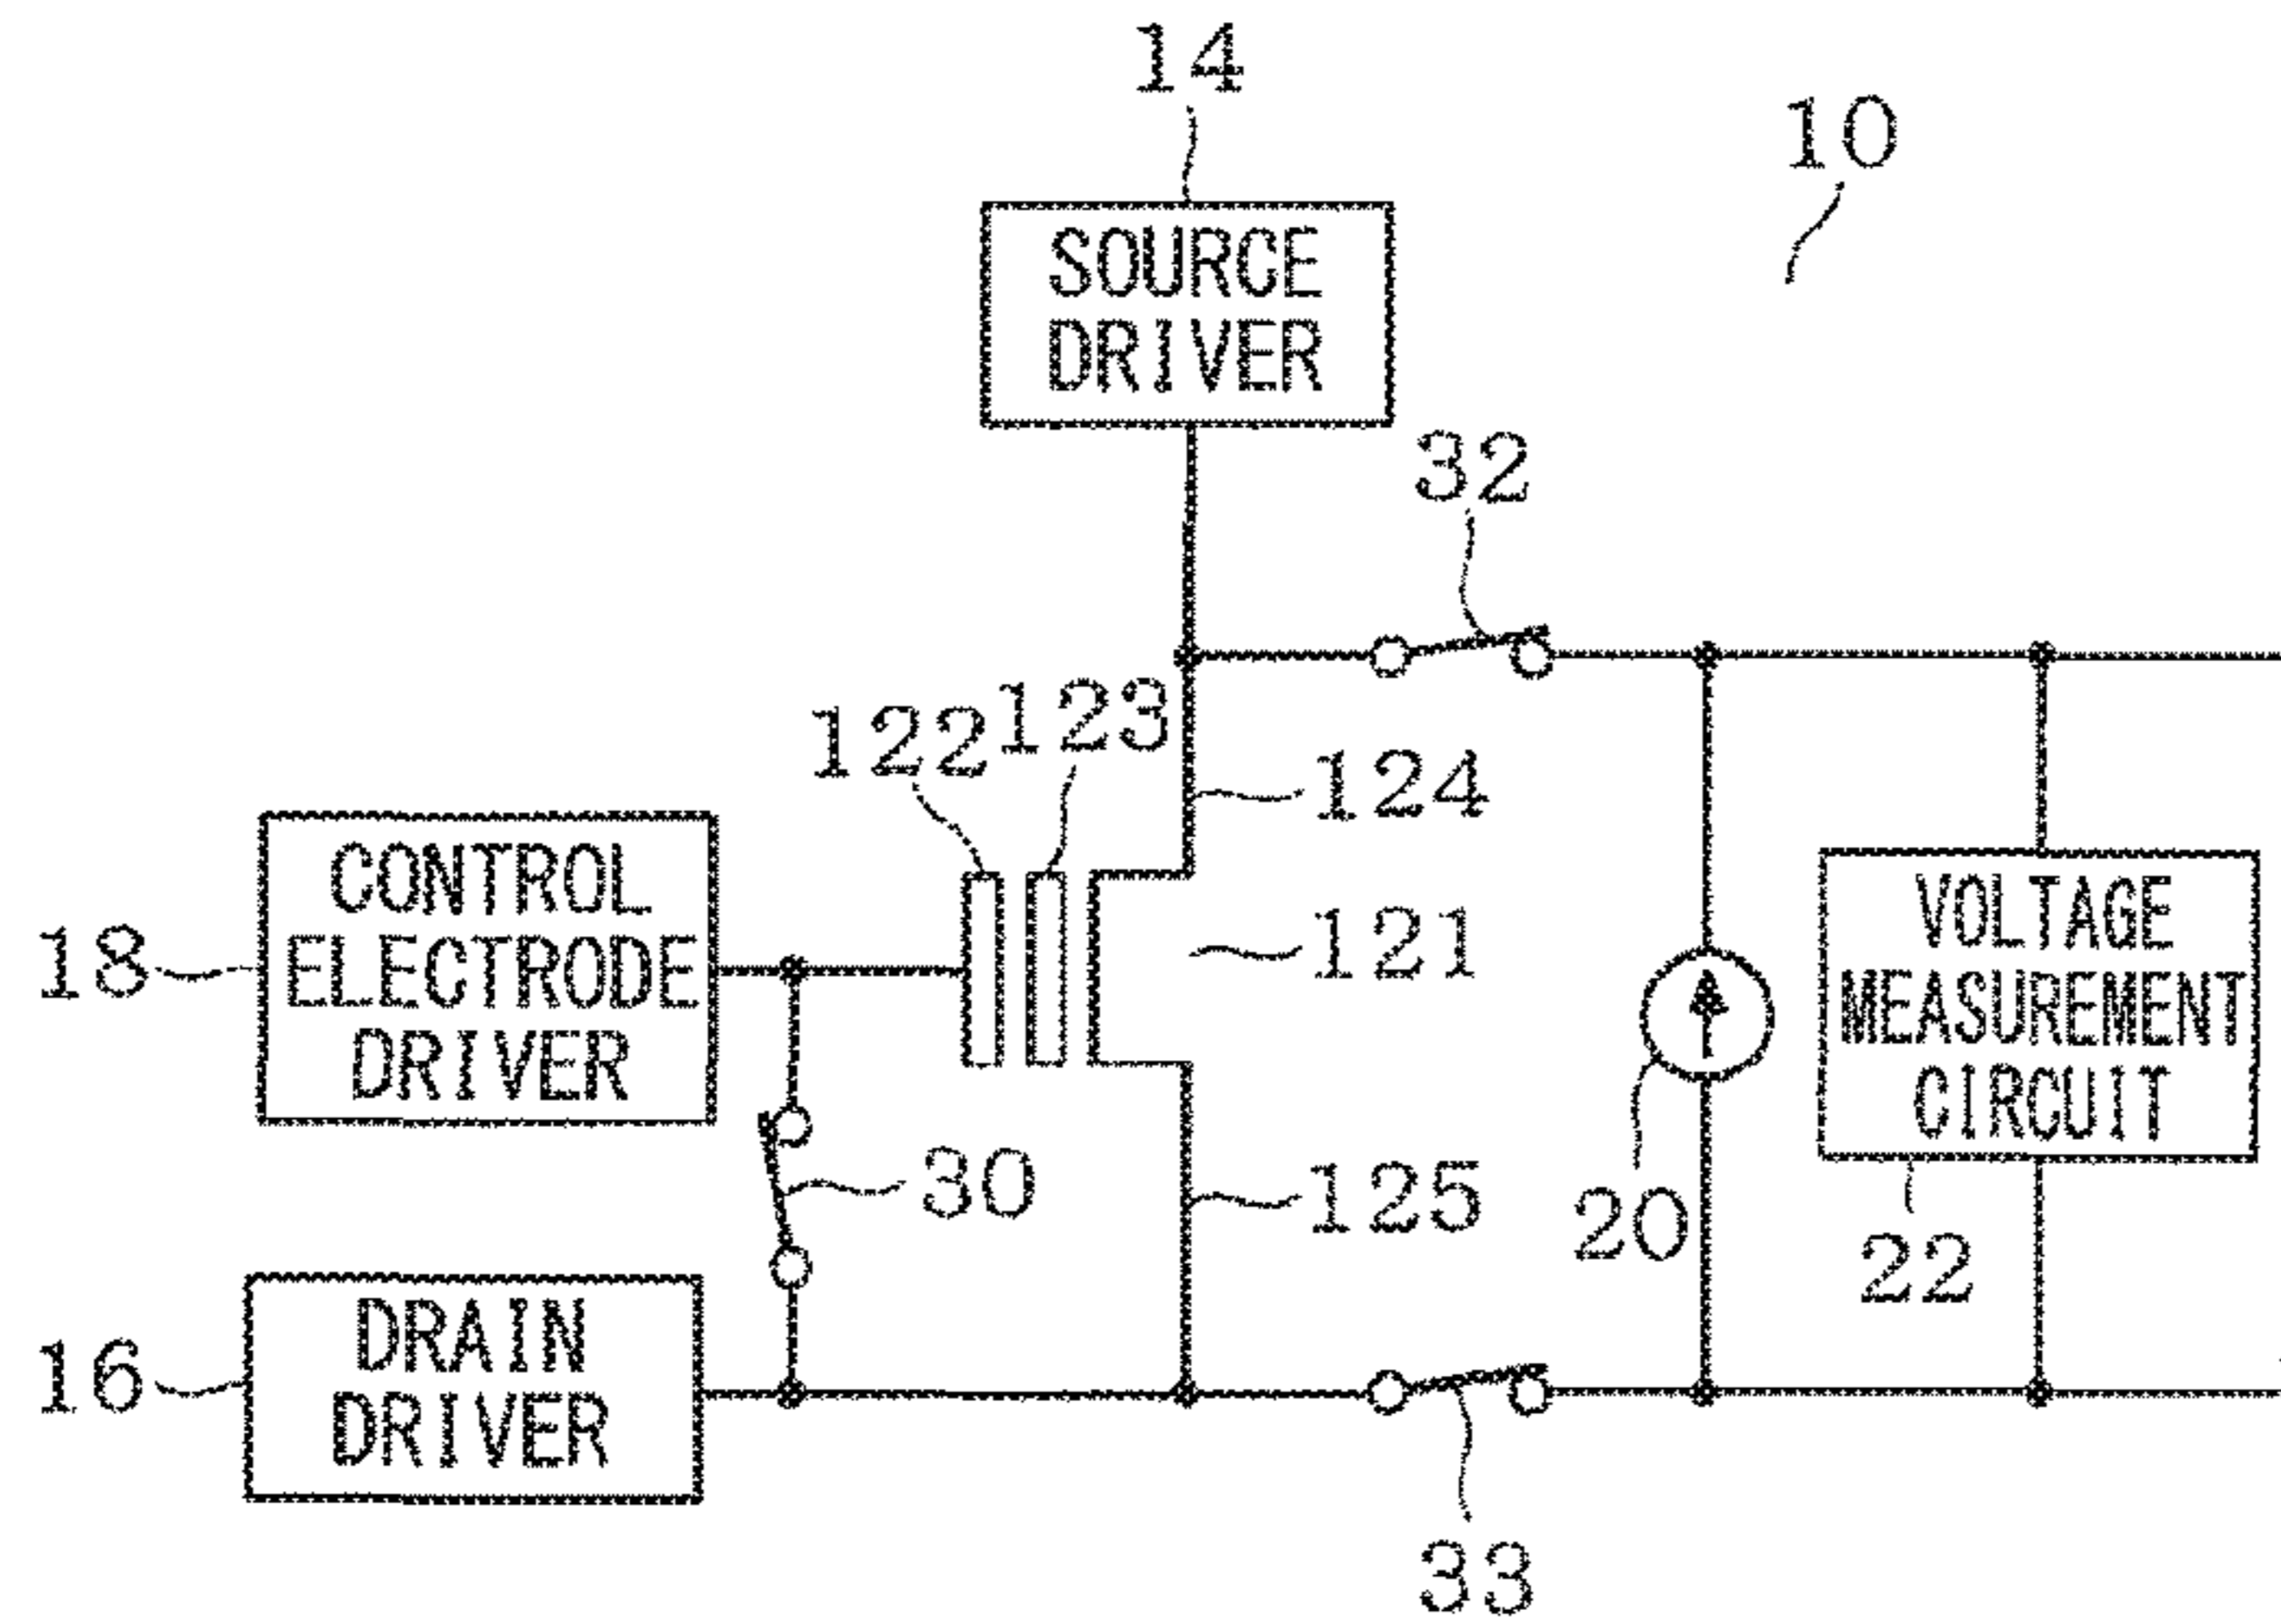 14
10
SOURCE
DRIVER
32
122
123
124
CONTROL
ELECTRODE
DRIVER
18
121
VOLTAGE
MEASUREMENT
CIRCUIT
30
125
20
22
DRAIN
DRIVER
16
33